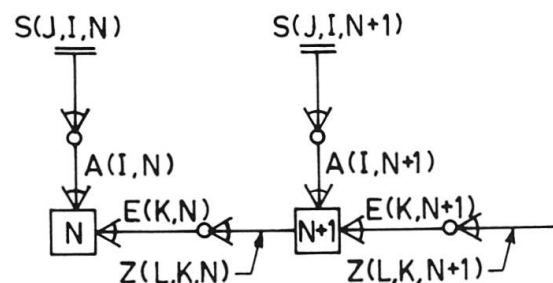 S(J,I,N) S(J,I,N+1)
A(I,N) A(I,N+1)
N E(K,N) N+1 E(K,N+1)
Z(L,K,N) Z(L,K,N+1)